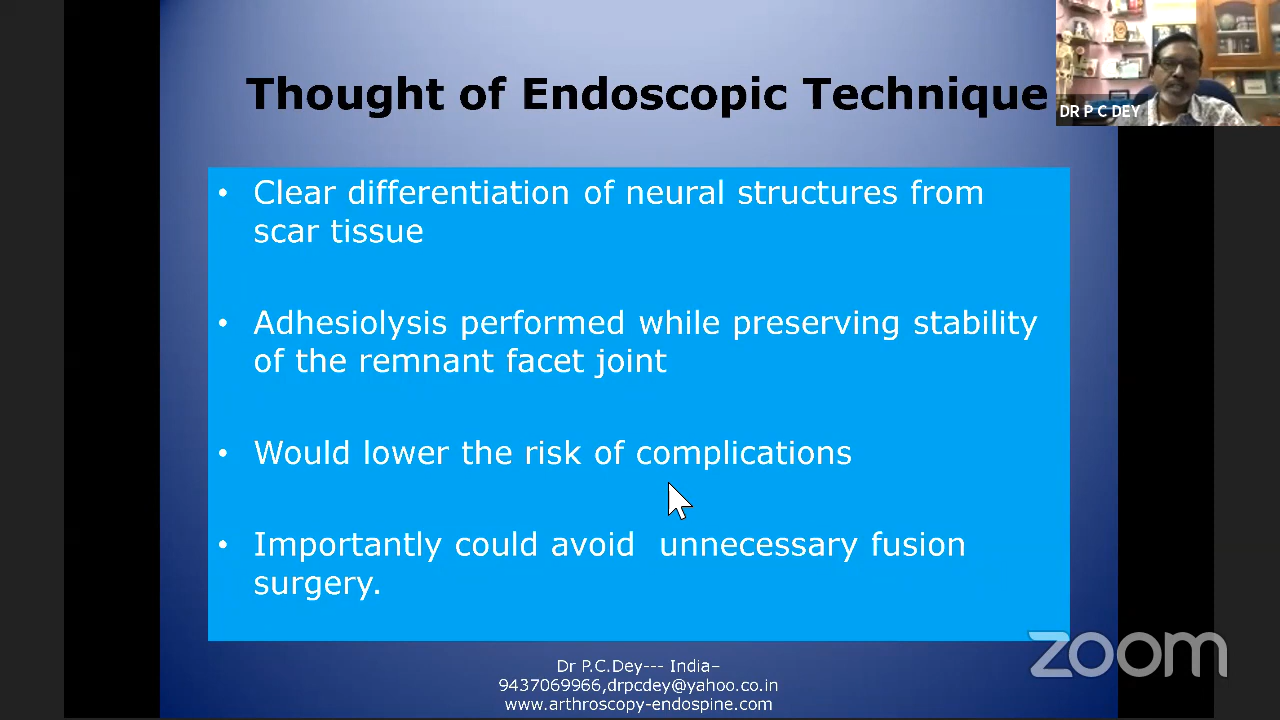 Thought of Endoscopic Technique
DR P C DEY
• Clear differentiation of neural structures from
scar tissue
• Adhesiolysis performed while preserving stability
of the remnant facet joint
• Would lower the risk of complications
• Importantly could avoid  unnecessary fusion
surgery.
zoom
Dr P.C.Dey--- India–
9437069966,drpcdey@yahoo.co.in
www.arthroscopy-endospine.com